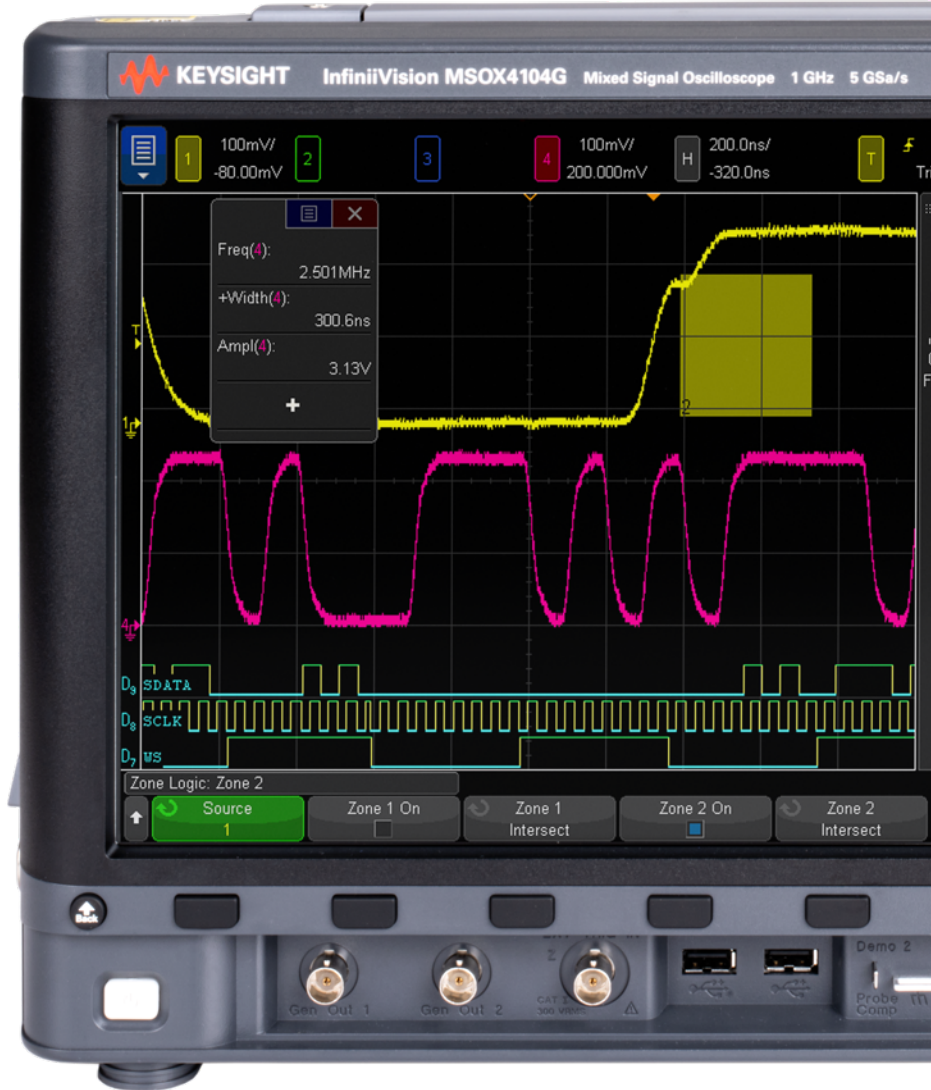 KEYSIGHT InfiniiVision MSOX4104G Mixed Signal Oscilloscope 1 GHz 5 GSa/s
1 100mV/ 2 3 4 100mV/ H 200.0ns/ T
-80.00mV 200.000mV -320.0ns
Freq(4):
2.501MHz
+Width(4):
300.6ns
Ampl(4):
3.13V
+
T
2
1
4
D9 SDATA
D8 SCLK
D7 WS
Zone Logic: Zone 2
Source Zone 1 On Zone 1 Zone 2 On Zone 2
1 Intersect Intersect
Back
Demo 2
Gen Out 1 Gen Out 2
Probe
Comp